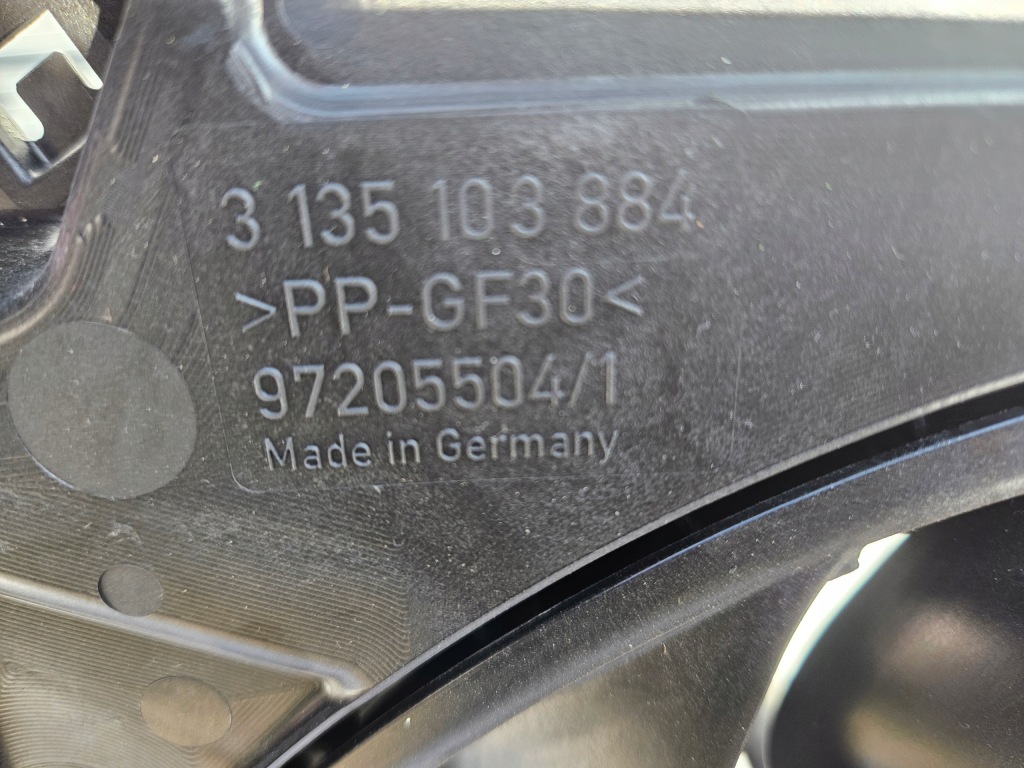 3 135 103 884
>PP-GF30<
97205504/1
Made in Germany